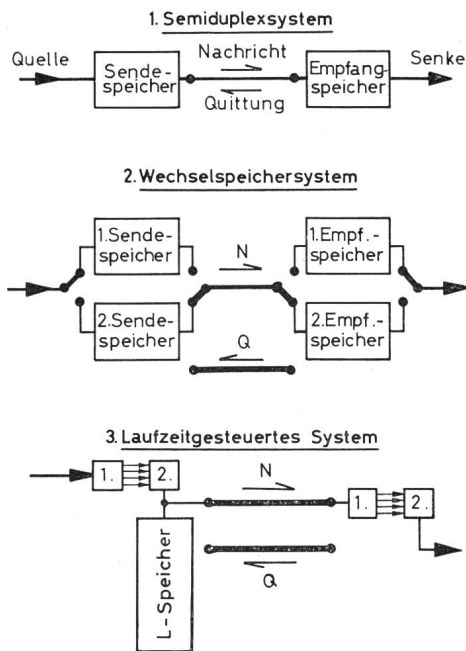 1. Semiduplexsystem
Quelle
Nachricht
Senke
Sende-
speicher
Empfang-
speicher
Quittung
2. Wechselspeichersystem
1. Sende-
speicher
N
1. Empf.-
speicher
2. Sende-
speicher
Q
2. Empf.-
speicher
3. Laufzeitgesteuertes System
1.
2.
N
1.
2.
L-Speicher
Q